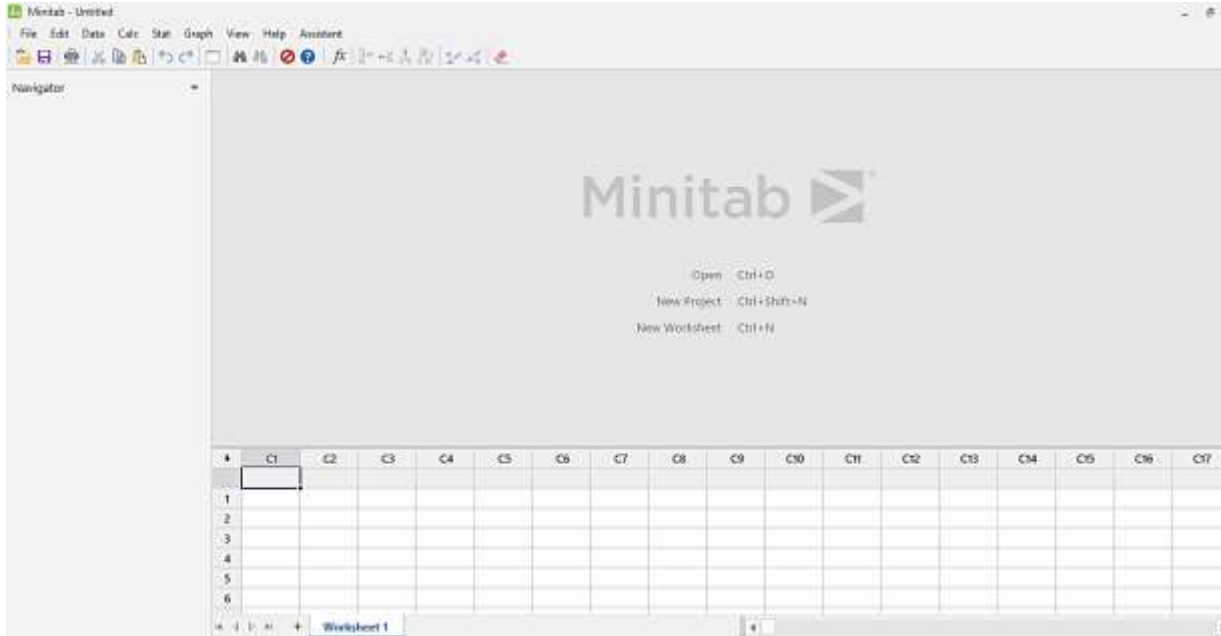 Minitab - Untitled
File Edit Data Calc Stat Graph View Help Assistant
fx
Navigator
Minitab
Open Ctrl+O
New Project Ctrl+Shift+N
New Worksheet Ctrl+N
C1 C2 C3 C4 C5 C6 C7 C8 C9 C10 C11 C12 C13 C14 C15 C16 C17
1
2
3
4
5
6
Worksheet 1